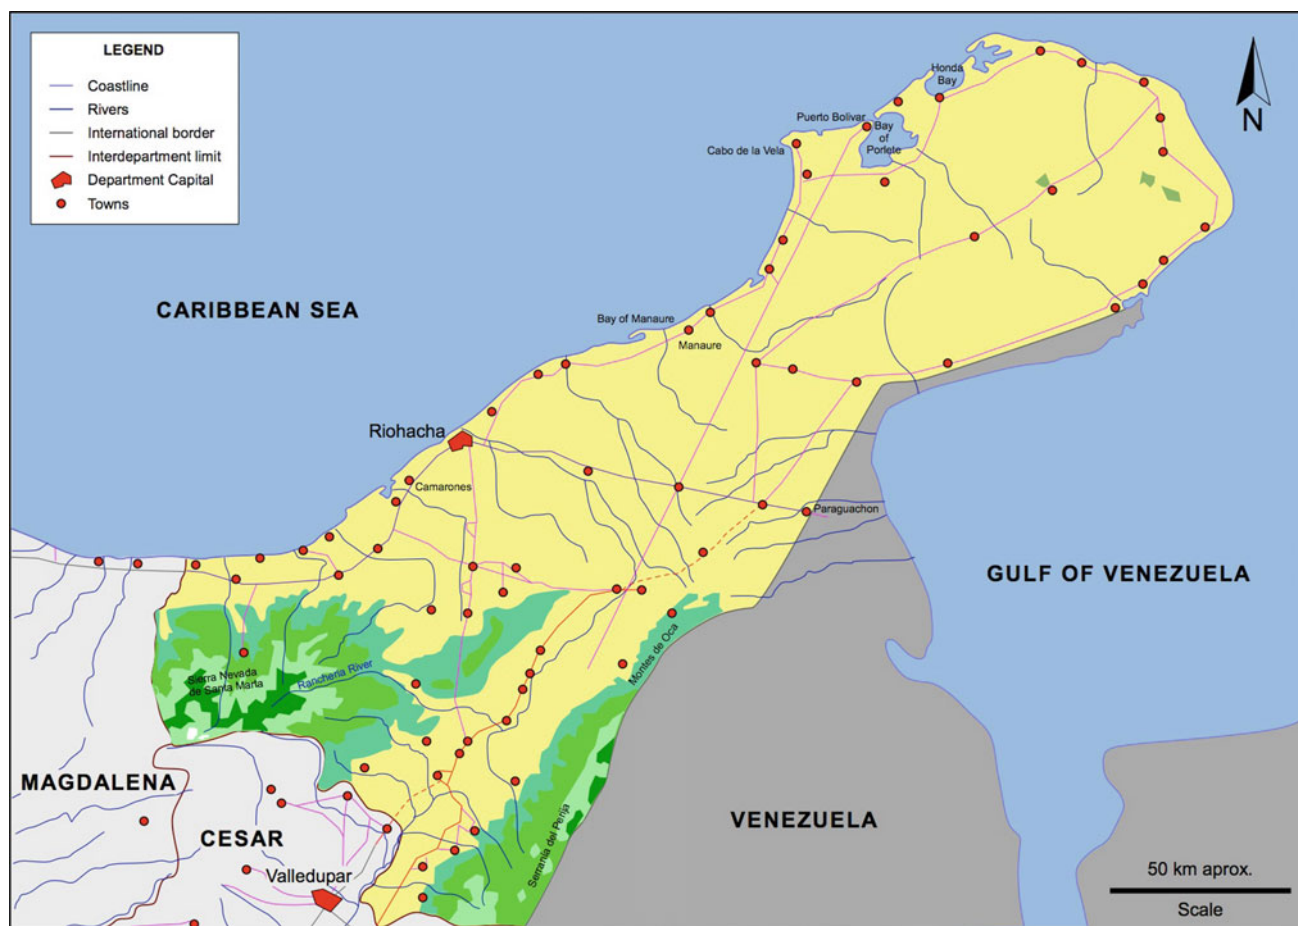 LEGEND
Coastline
Rivers
International border
Interdepartment limit
Department Capital
Towns
N
Honda
Bay
Puerto Bolivar
Bay
of
Porlete
Cabo de la Vela
CARIBBEAN SEA
Bay of Manaure
Manaure
Riohacha
Camarones
Paraguachon
GULF OF VENEZUELA
Montes de Oca
Sierra Nevada
de Santa Marta
Rancheria River
MAGDALENA
CESAR
Valledupar
Serrania del Perija
VENEZUELA
50 km aprox.
Scale